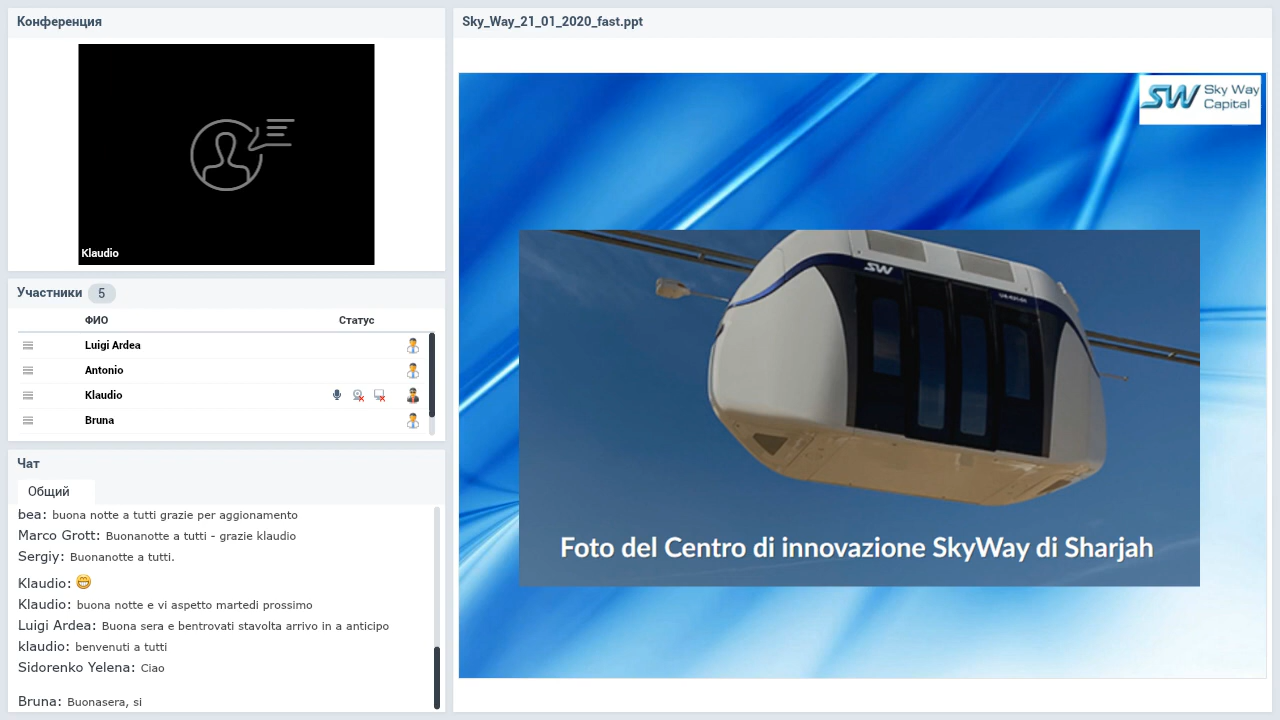 Конференция
Klaudio
Участники 5
ФИО Статус
Luigi Ardea
Antonio
Klaudio
Bruna
Чат
Общий
bea: buona notte a tutti grazie per aggionamento
Marco Grott: Buonanotte a tutti - grazie klaudio
Sergiy: Buonanotte a tutti.
Klaudio:
Klaudio: buona notte e vi aspetto martedi prossimo
Luigi Ardea: Buona sera e bentrovati stavolta arrivo in a anticipo
klaudio: benvenuti a tutti
Sidorenko Yelena: Ciao
Bruna: Buonasera, si
Sky_Way_21_01_2020_fast.ppt
SW Sky Way
Capital
SW
Foto del Centro di innovazione SkyWay di Sharjah